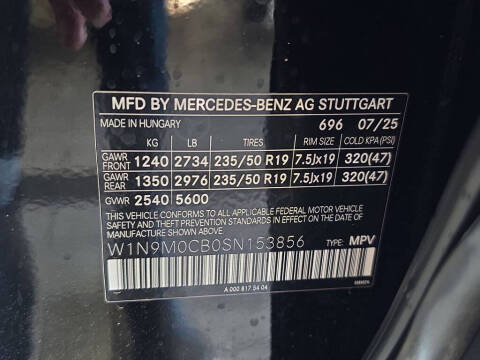 MFD BY MERCEDES-BENZ AG STUTTGART
MADE IN HUNGARY 696 07/25
KG LB TIRES RIM SIZE COLD KPA (PSI)
GAWR FRONT 1240 2734 235/50 R19 7.5Jx19 320(47)
GAWR REAR 1350 2976 235/50 R19 7.5Jx19 320(47)
GVWR 2540 5600
THIS VEHICLE CONFORMS TO ALL APPLICABLE FEDERAL MOTOR VEHICLE
SAFETY AND THEFT PREVENTION STANDARDS IN EFFECT ON THE DATE
OF MANUFACTURE SHOWN ABOVE.
W1N9M0CB0SN153856 TYPE: MPV
A 000 817 54 04